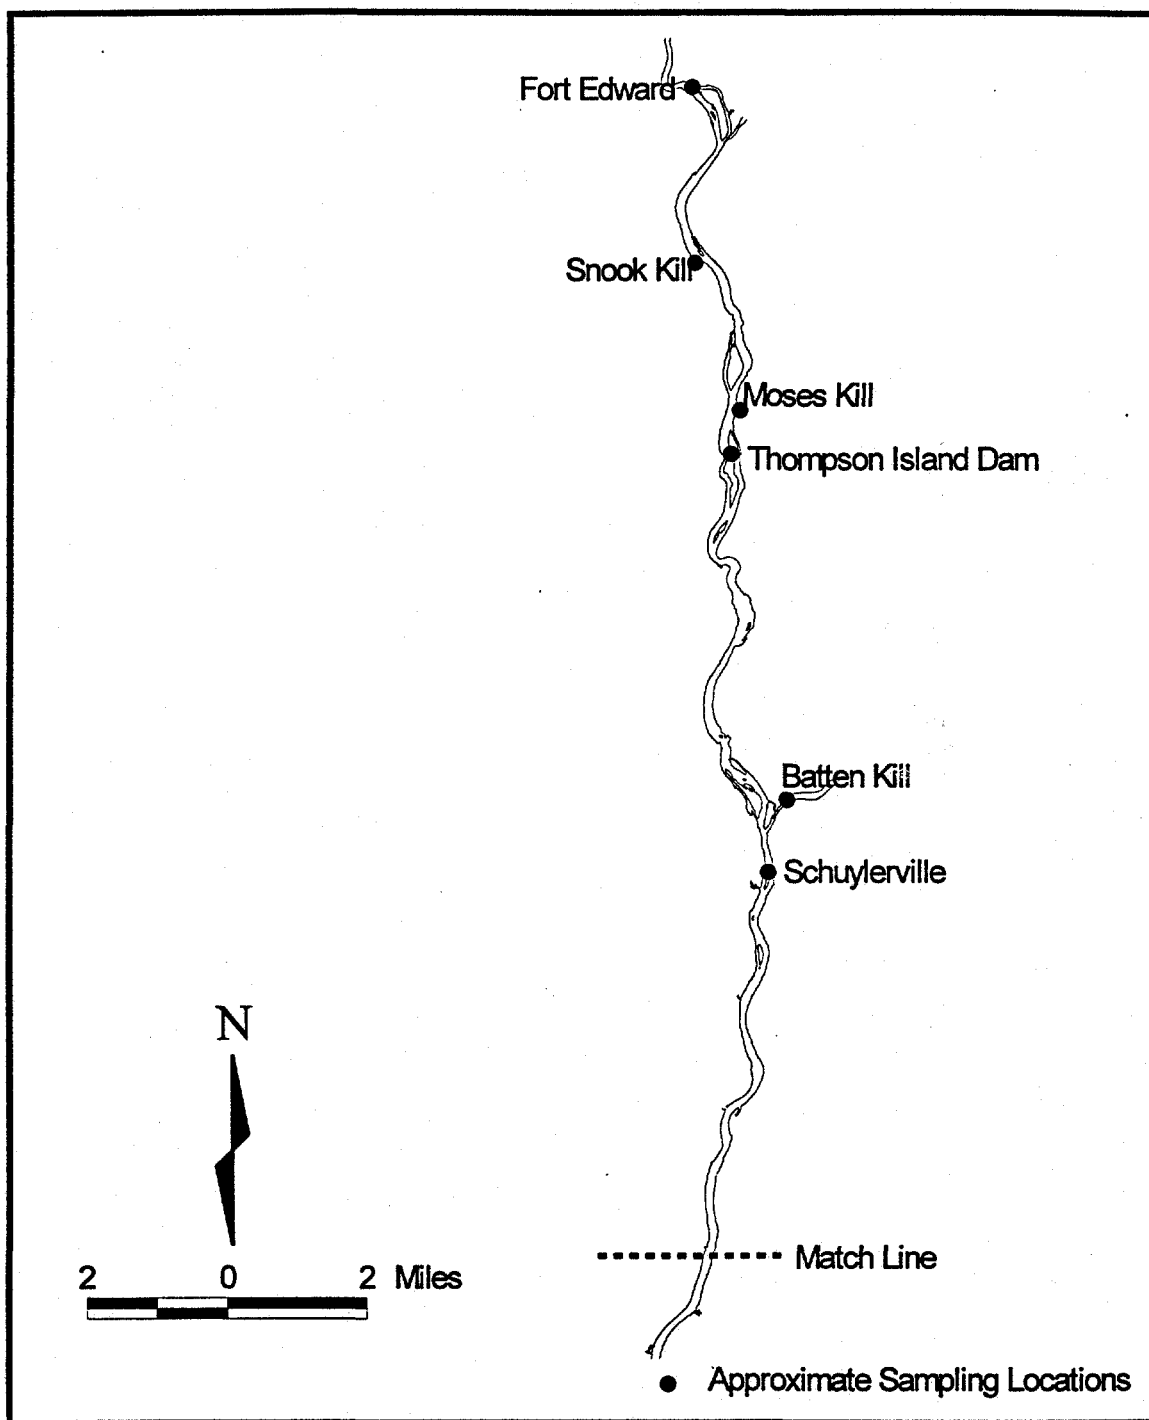 Fort Edward
Snook Kill
Moses Kill
Thompson Island Dam
Batten Kill
Schuylerville
N
2 0 2 Miles
Match Line
Approximate Sampling Locations